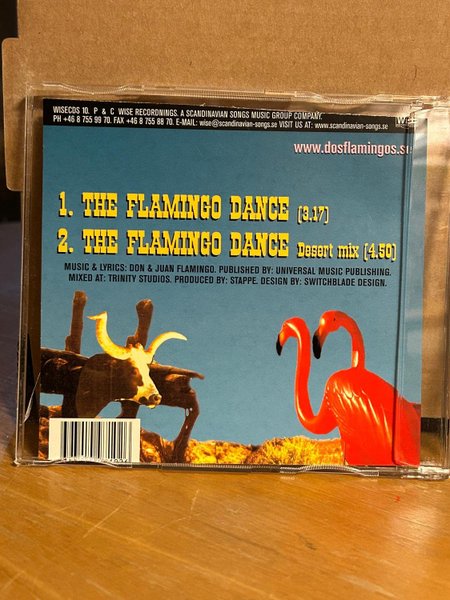 WISECDS 10. P & C WISE RECORDNINGS. A SCANDINAVIAN SONGS MUSIC GROUP COMPANY.
PH +46 8 755 99 70. FAX +46 8 755 88 70. E-MAIL: wise@scandinavian-songs.se VISIT US AT: www.scandinavian-songs.se
www.dosflamingos.s
1. THE FLAMINGO DANCE [3.17]
2. THE FLAMINGO DANCE Desert mix [4.50]
MUSIC & LYRICS: DON & JUAN FLAMINGO. PUBLISHED BY: UNIVERSAL MUSIC PUBLISHING.
MIXED AT: TRINITY STUDIOS. PRODUCED BY: STAPPE. DESIGN BY: SWITCHBLADE DESIGN.